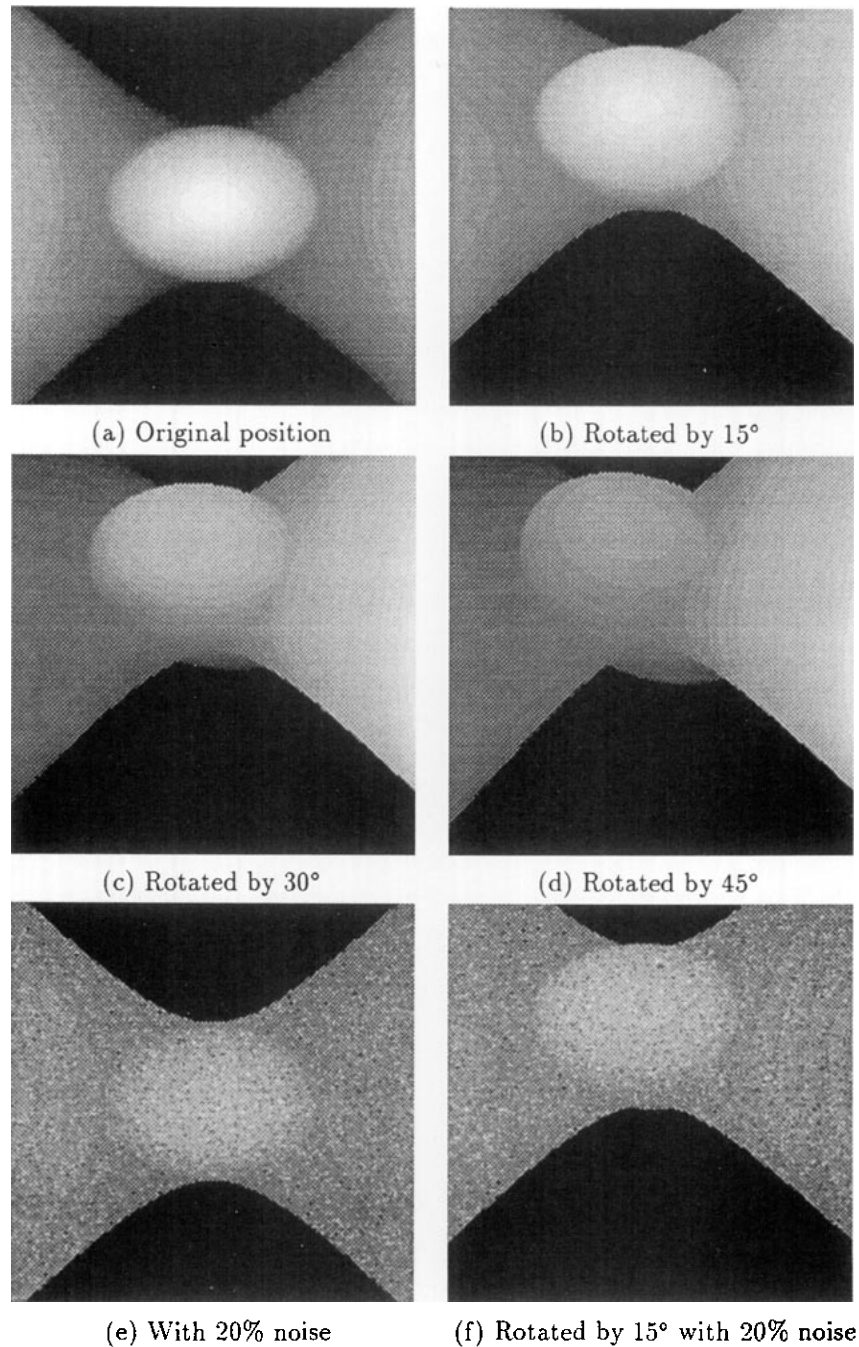 (a) Original position
(b) Rotated by 15°
(c) Rotated by 30°
(d) Rotated by 45°
(e) With 20% noise
(f) Rotated by 15° with 20% noise